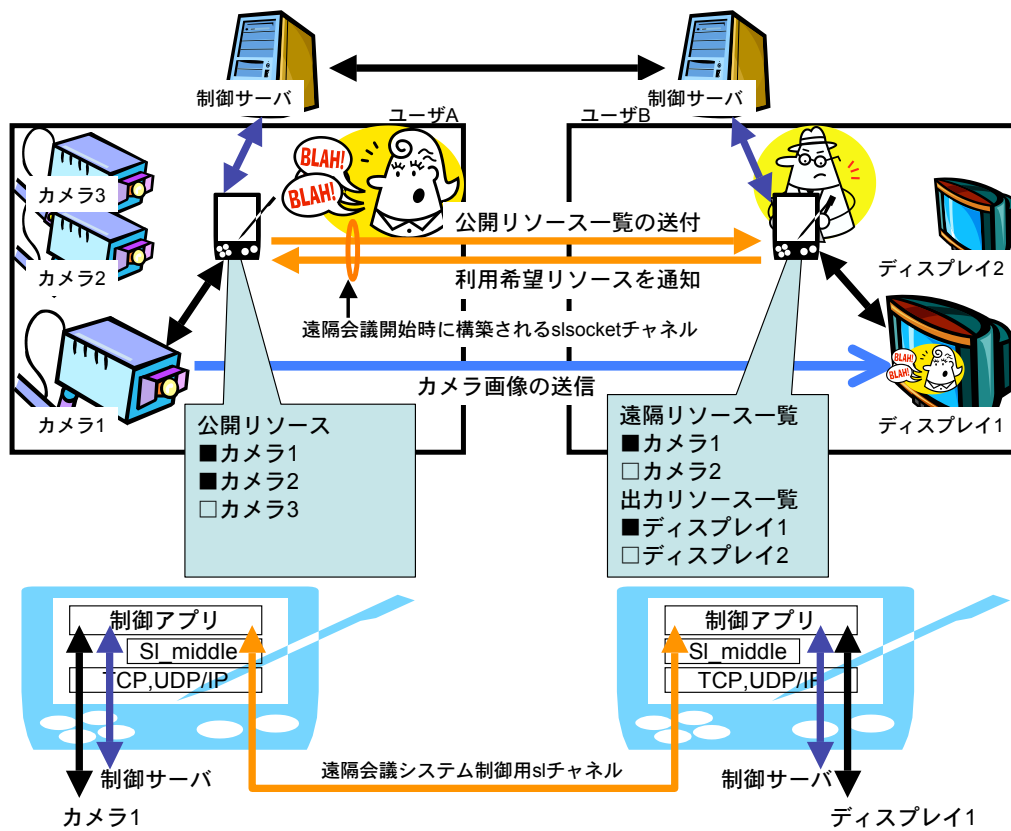 制御サーバ
制御サーバ
ユーザA
ユーザB
BLAH!
BLAH!
カメラ3
カメラ2
カメラ1
公開リソース一覧の送付
利用希望リソースを通知
遠隔会議開始時に構築されるslsocketチャネル
カメラ画像の送信
ディスプレイ2
BLAH!
BLAH!
ディスプレイ1
公開リソース
■カメラ1
■カメラ2
□カメラ3
遠隔リソース一覧
■カメラ1
□カメラ2
出力リソース一覧
■ディスプレイ1
□ディスプレイ2
制御アプリ
Sl_middle
TCP,UDP/IP
制御サーバ
カメラ1
遠隔会議システム制御用slチャネル
制御アプリ
Sl_middle
TCP,UDP/IP
制御サーバ
ディスプレイ1